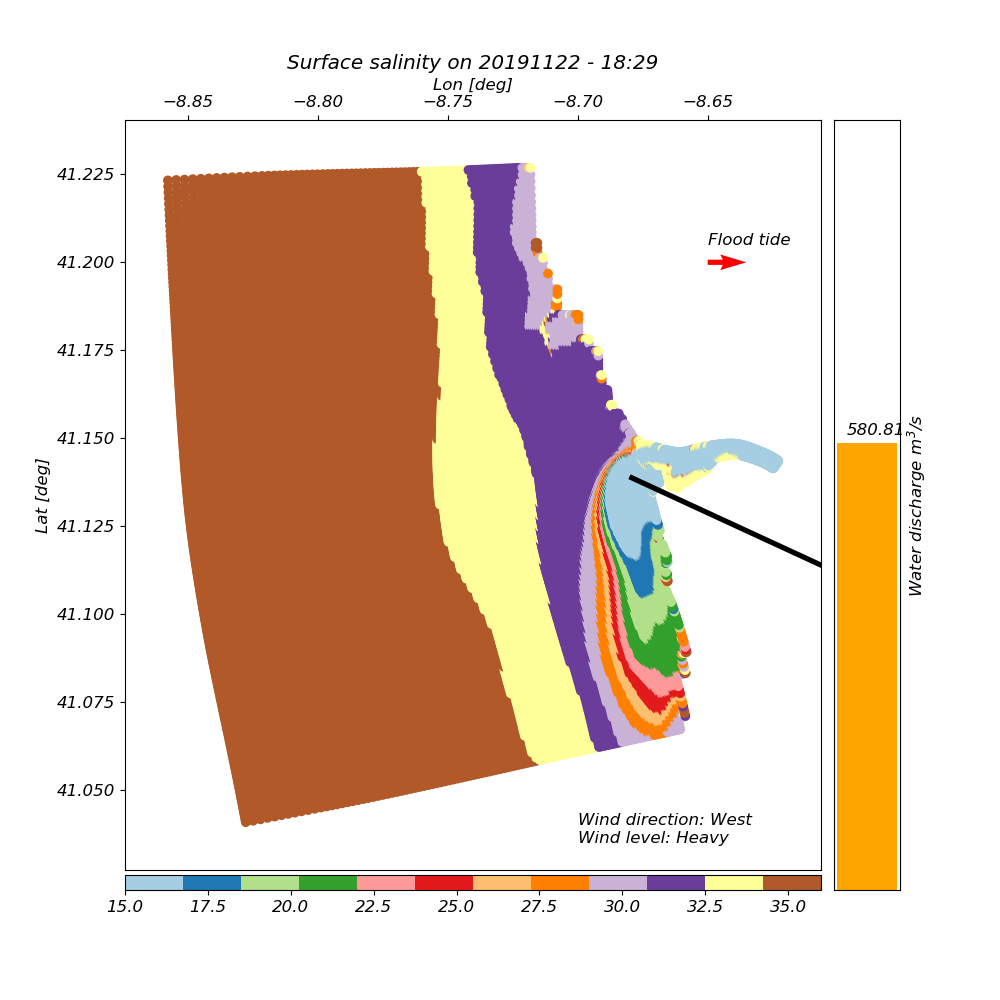 Surface salinity on 20191122 - 18:29
Lon [deg]
−8.85 −8.80 −8.75 −8.70 −8.65
41.225
41.200
41.175
41.150
41.125
41.100
41.075
41.050
Lat [deg]
Flood tide
Wind direction: West
Wind level: Heavy
580.81
Water discharge m³/s
15.0 17.5 20.0 22.5 25.0 27.5 30.0 32.5 35.0